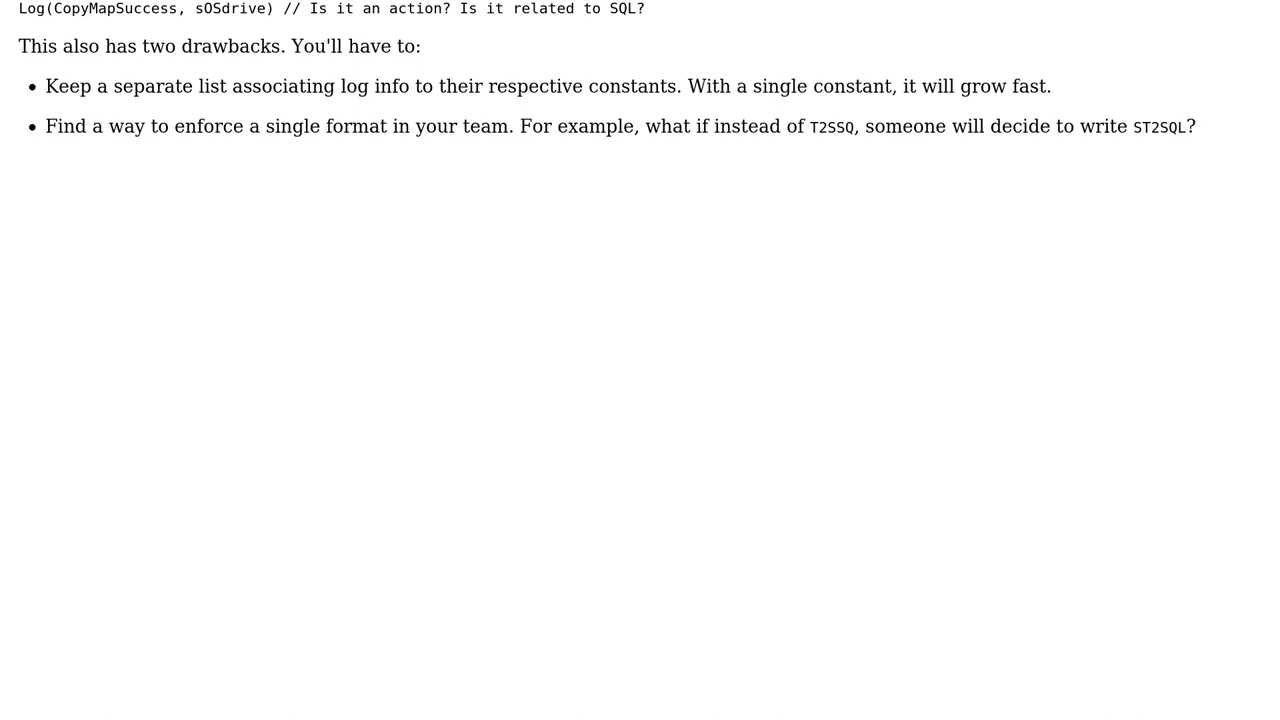 Log(CopyMapSuccess, sOSdrive) // Is it an action? Is it related to SQL?
This also has two drawbacks. You'll have to:
• Keep a separate list associating log info to their respective constants. With a single constant, it will grow fast.
• Find a way to enforce a single format in your team. For example, what if instead of T2SSQ, someone will decide to write ST2SQL?